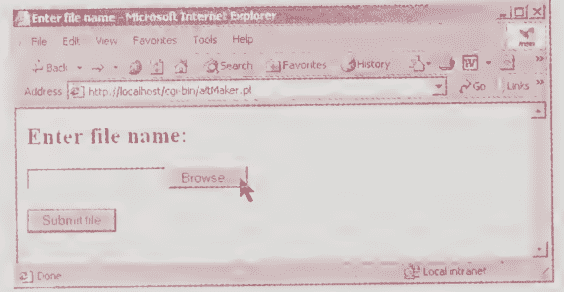 Enter file name - Microsoft Internet Explorer
File Edit View Favorites Tools Help
Back Search Favorites History Go Links
Address http://localhost/cgi-bin/aftMaker.pl
Enter file name:
Browse...
Submit file
Done Local intranet